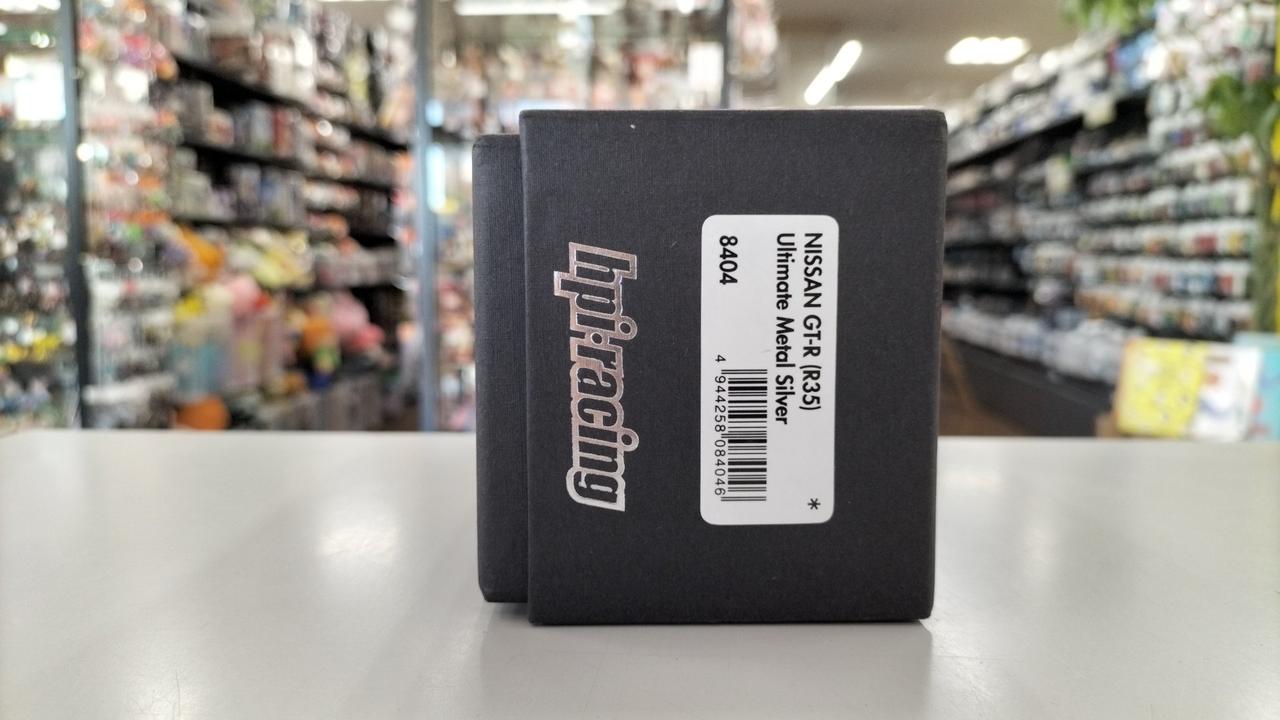 NISSAN GT-R (R35)
Ultimate Metal Silver
8404
4 944258 084046
*
hpi·racing